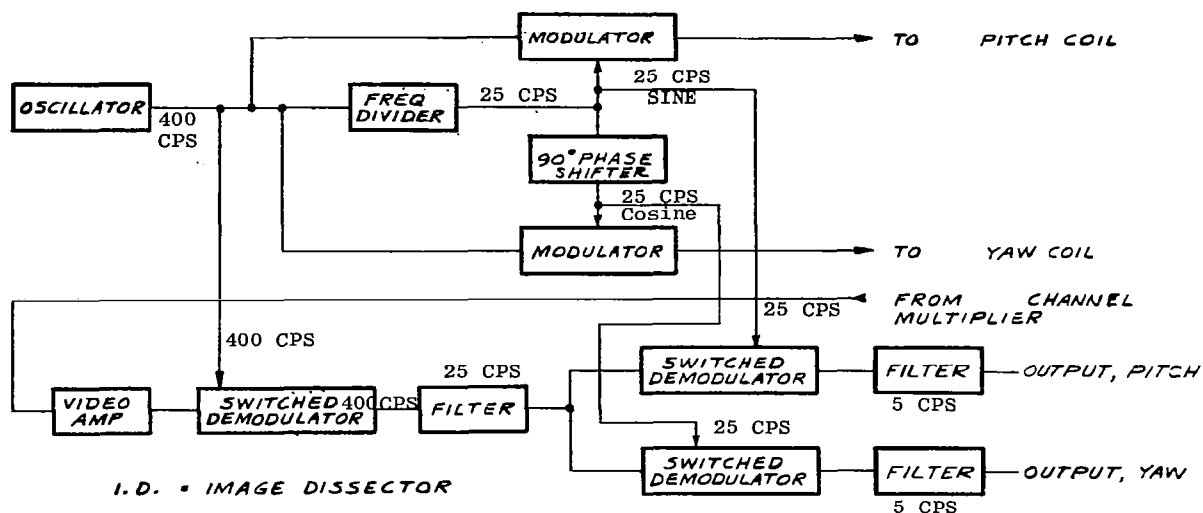 MODULATOR
TO PITCH COIL
OSCILLATOR
400
CPS
FREQ
DIVIDER
25 CPS
25 CPS
SINE
90° PHASE
SHIFTER
25 CPS
Cosine
MODULATOR
TO YAW COIL
FROM CHANNEL
MULTIPLIER
25 CPS
400 CPS
VIDEO
AMP
SWITCHED
DEMODULATOR
400CPS
25 CPS
FILTER
SWITCHED
DEMODULATOR
FILTER
5 CPS
OUTPUT, PITCH
25 CPS
SWITCHED
DEMODULATOR
FILTER
5 CPS
OUTPUT, YAW
I.D. = IMAGE DISSECTOR